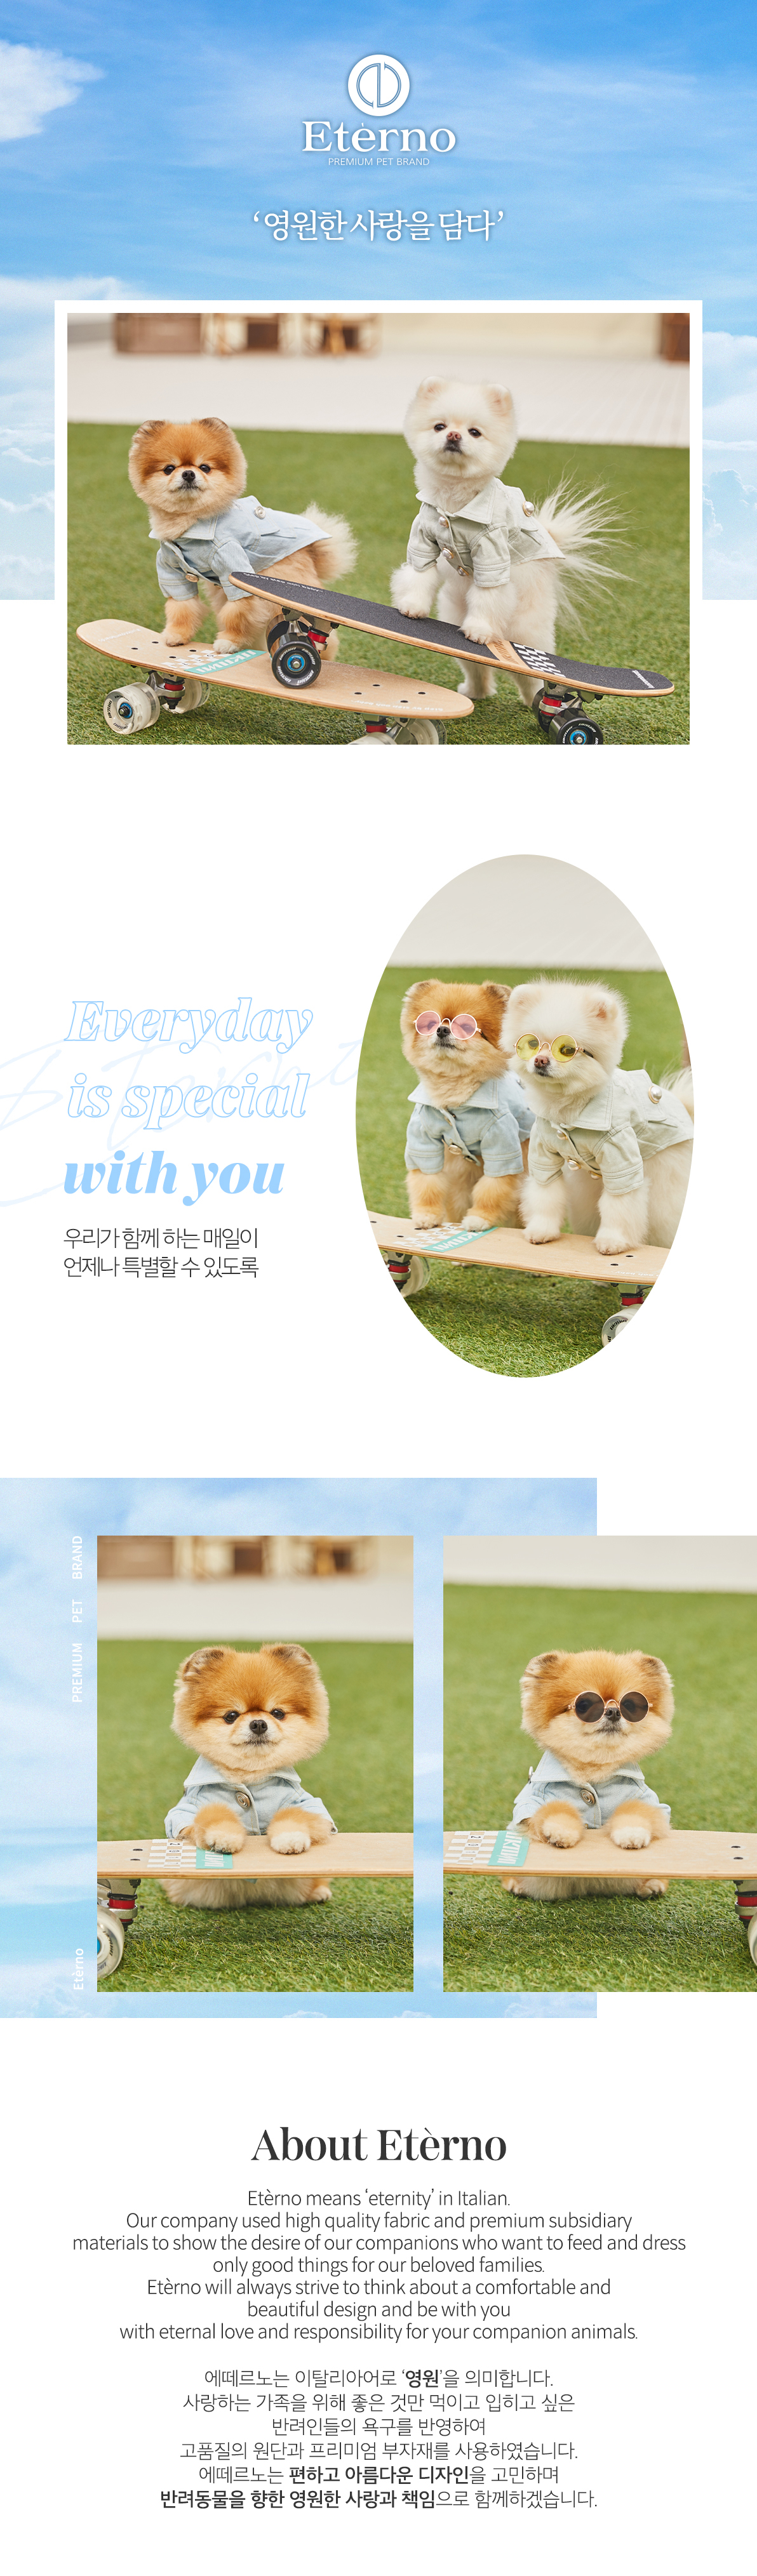 Etèrno
PREMIUM PET BRAND
‘영원한 사랑을 담다’
Everyday
is special
with you
우리가 함께 하는 매일이
언제나 특별할 수 있도록
PREMIUM PET BRAND
Etèrno
About Etèrno
Etèrno means ‘eternity’ in Italian.
Our company used high quality fabric and premium subsidiary
materials to show the desire of our companions who want to feed and dress
only good things for our beloved families.
Etèrno will always strive to think about a comfortable and
beautiful design and be with you
with eternal love and responsibility for your companion animals.
에떼르노는 이탈리아어로 ‘영원’을 의미합니다.
사랑하는 가족을 위해 좋은 것만 먹이고 입히고 싶은
반려인들의 욕구를 반영하여
고품질의 원단과 프리미엄 부자재를 사용하였습니다.
에떼르노는 편하고 아름다운 디자인을 고민하며
반려동물을 향한 영원한 사랑과 책임으로 함께하겠습니다.